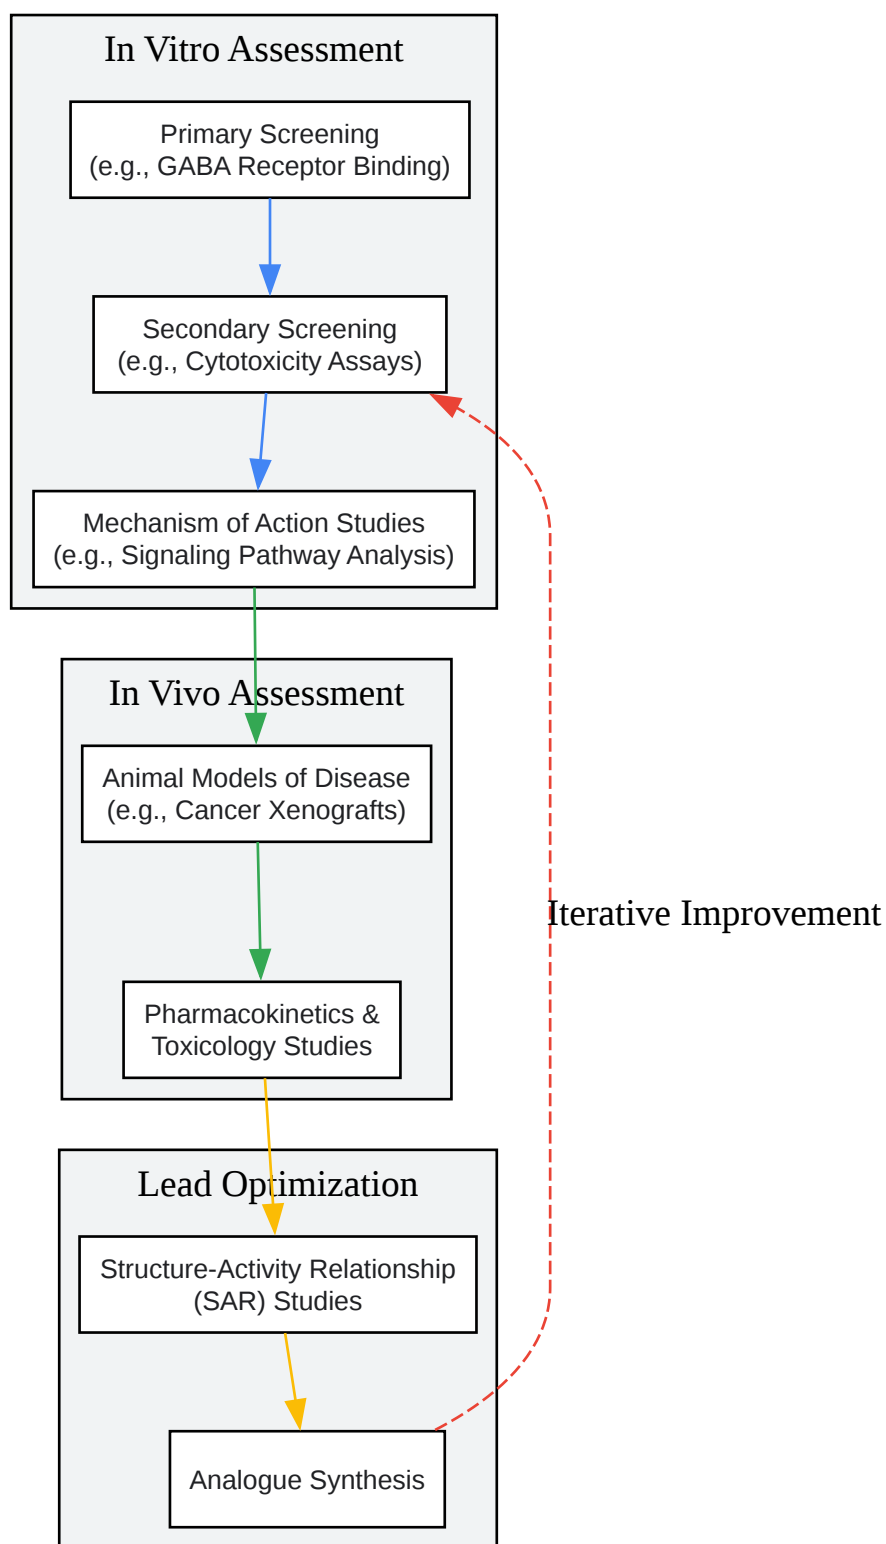 In Vitro Assessment
Primary Screening
(e.g., GABA Receptor Binding)
Secondary Screening
(e.g., Cytotoxicity Assays)
Mechanism of Action Studies
(e.g., Signaling Pathway Analysis)
In Vivo Assessment
Animal Models of Disease
(e.g., Cancer Xenografts)
Iterative Improvement
Pharmacokinetics &
Toxicology Studies
Lead Optimization
Structure-Activity Relationship
(SAR) Studies
Analogue Synthesis